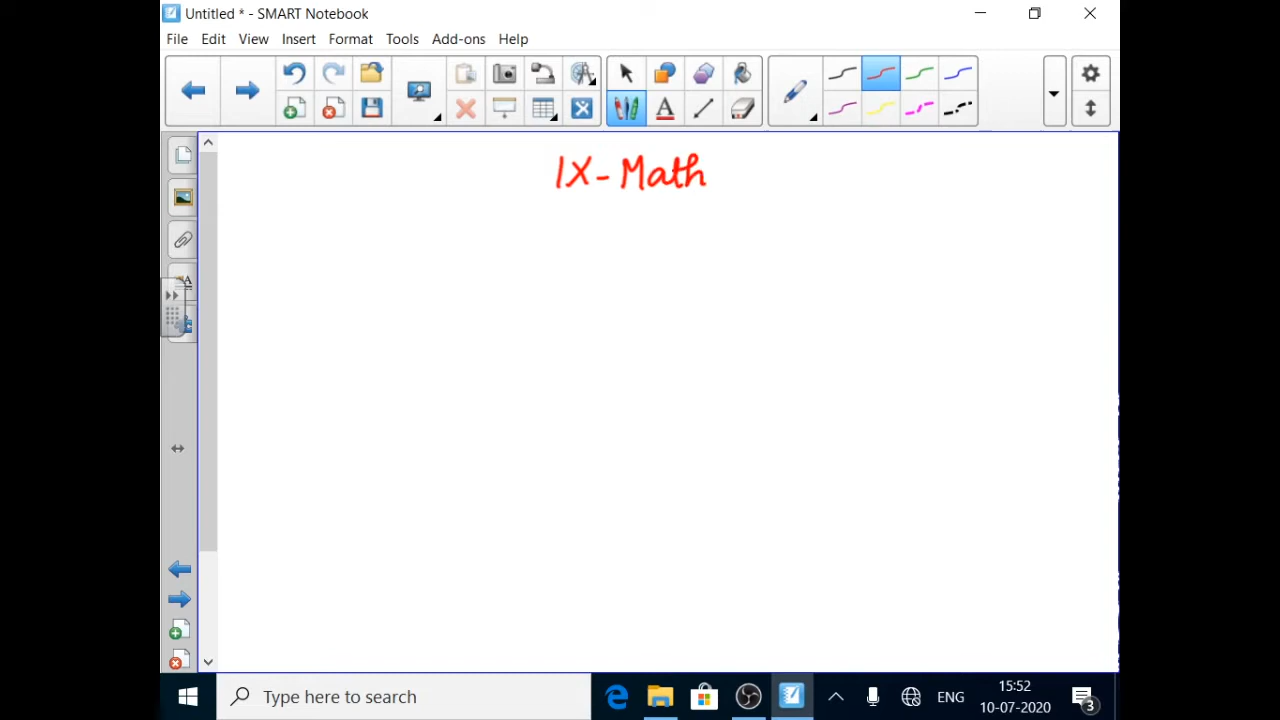 Untitled * - SMART Notebook
File Edit View Insert Format Tools Add-ons Help
IX - Math
Type here to search
ENG
15:52
10-07-2020
3